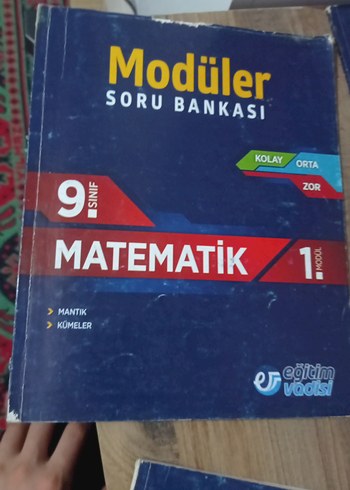 Modüler
SORU BANKASI
KOLAY
ORTA
ZOR
9.
SINIF
MATEMATİK
1.
MODÜL
MANTIK
KÜMELER
eğitim
vadisi